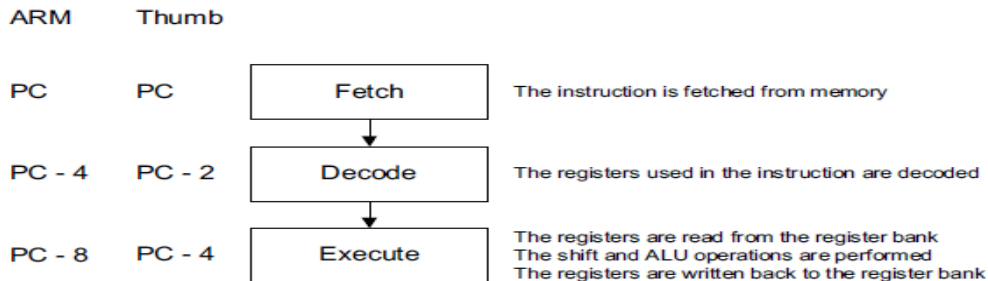 ARM Thumb
PC PC Fetch The instruction is fetched from memory
PC - 4 PC - 2 Decode The registers used in the instruction are decoded
PC - 8 PC - 4 Execute The registers are read from the register bank
The shift and ALU operations are performed
The registers are written back to the register bank